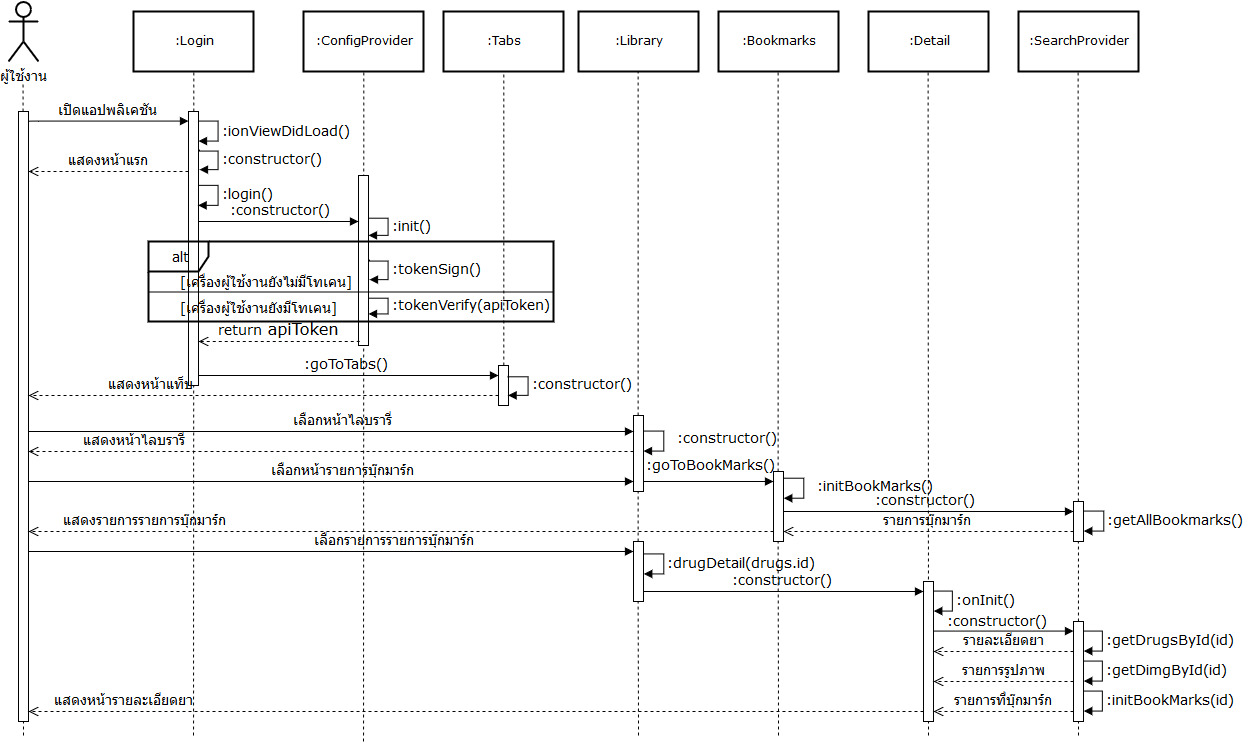 :Login
:ConfigProvider
:Tabs
:Library
:Bookmarks
:Detail
:SearchProvider
ผู้ใช้งาน
เปิดแอปพลิเคชัน
:ionViewDidLoad()
แสดงหน้าแรก
:constructor()
:login()
:constructor()
:init()
alt
:tokenSign()
[เครื่องผู้ใช้งานยังไม่มีโทเคน]
[เครื่องผู้ใช้งานยังมีโทเคน]
:tokenVerify(apiToken)
return apiToken
:goToTabs()
แสดงหน้าแท็บ
:constructor()
เลือกหน้าไลบรารี่
แสดงหน้าไลบรารี่
:constructor()
เลือกหน้ารายการบุ๊กมาร์ก
:goToBookMarks()
:initBookMarks()
:constructor()
แสดงรายการรายการบุ๊กมาร์ก
รายการบุ๊กมาร์ก
:getAllBookmarks()
เลือกรายการรายการบุ๊กมาร์ก
:drugDetail(drugs.id)
:constructor()
:onInit()
:constructor()
รายละเอียดยา
:getDrugsById(id)
รายการรูปภาพ
:getDimgById(id)
แสดงหน้ารายละเอียดยา
รายการที่บุ๊กมาร์ก
:initBookMarks(id)